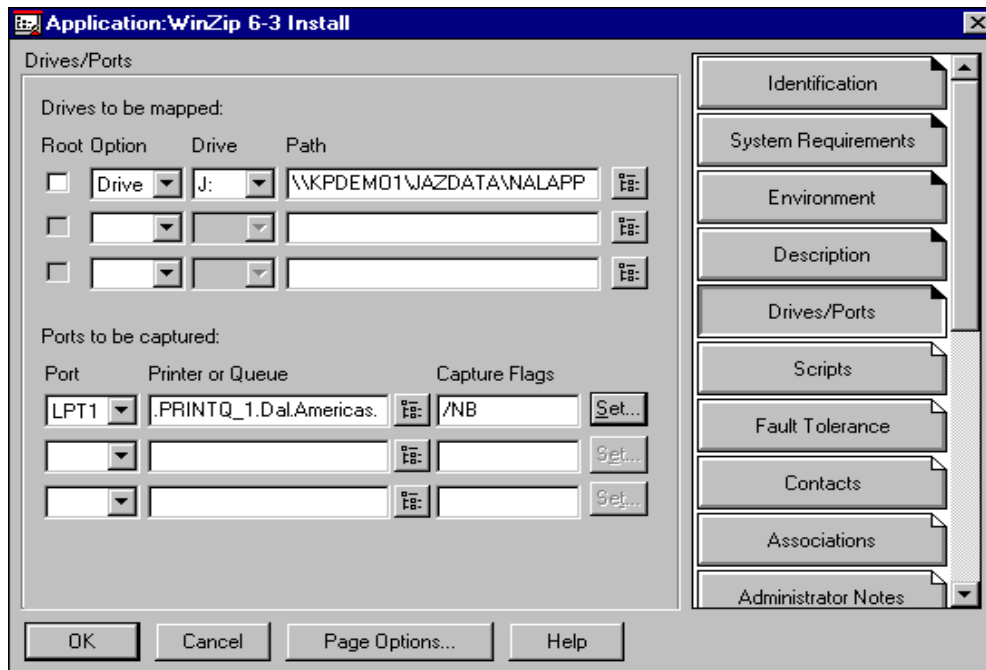 Application:WinZip 6-3 Install
Drives/Ports
Drives to be mapped:
Root Option Drive Path
Drive J: \\KPDEMO1\JAZDATA\NALAPP
Ports to be captured:
Port Printer or Queue Capture Flags
LPT1 .PRINTQ_1.Dal.Americas. /NB Set...
Set...
Set...
OK Cancel Page Options... Help
Identification
System Requirements
Environment
Description
Drives/Ports
Scripts
Fault Tolerance
Contacts
Associations
Administrator Notes